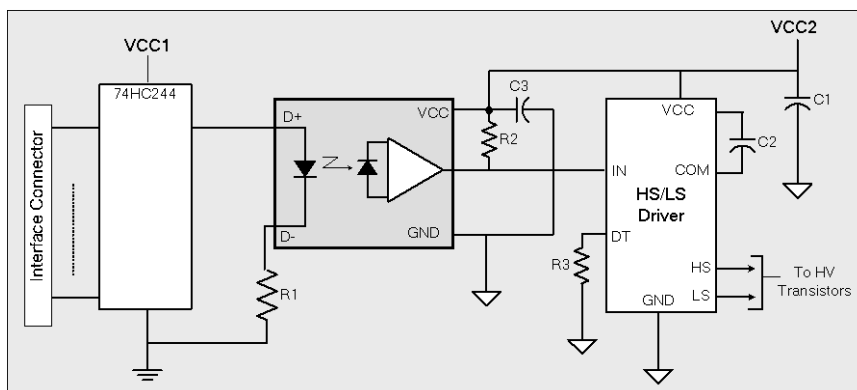 VCC1
VCC2
74HC244
Interface Connector
D+
D-
R1
VCC
GND
C3
R2
R3
VCC
COM
IN
HS/LS
Driver
DT
HS
LS
GND
C2
C1
To HV
Transistors